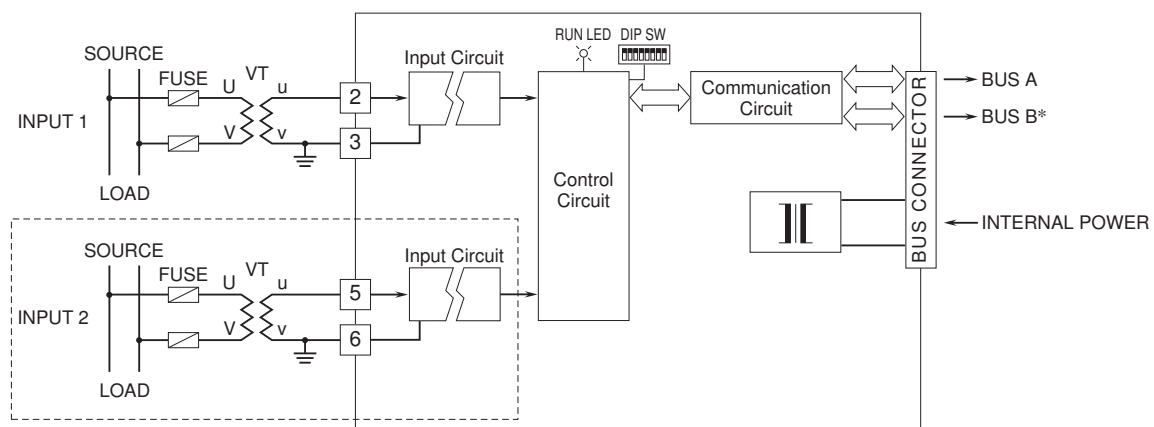 RUN LED DIP SW
SOURCE
FUSE
U VT u
Input Circuit
2
INPUT 1
V v
3
LOAD
Control
Circuit
Communication
Circuit
BUS CONNECTOR
BUS A
BUS B*
INTERNAL POWER
SOURCE
FUSE
U VT u
Input Circuit
5
INPUT 2
V v
6
LOAD